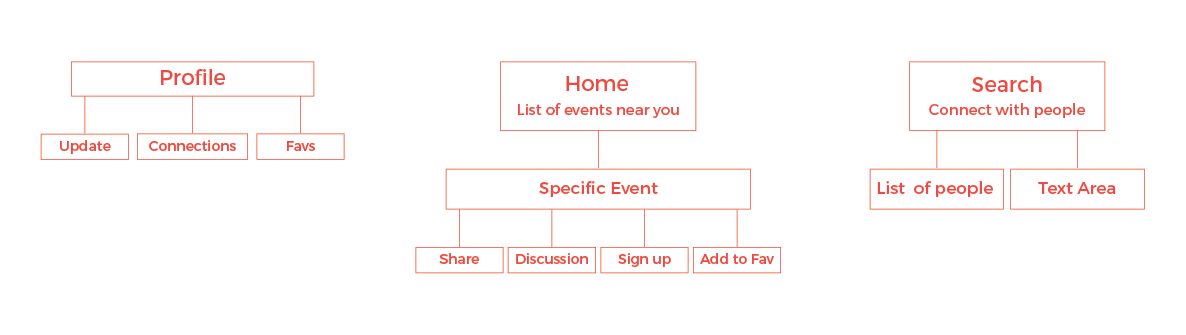 Profile
Update
Connections
Favs
Home
List of events near you
Specific Event
Share
Discussion
Sign up
Add to Fav
Search
Connect with people
List of people
Text Area